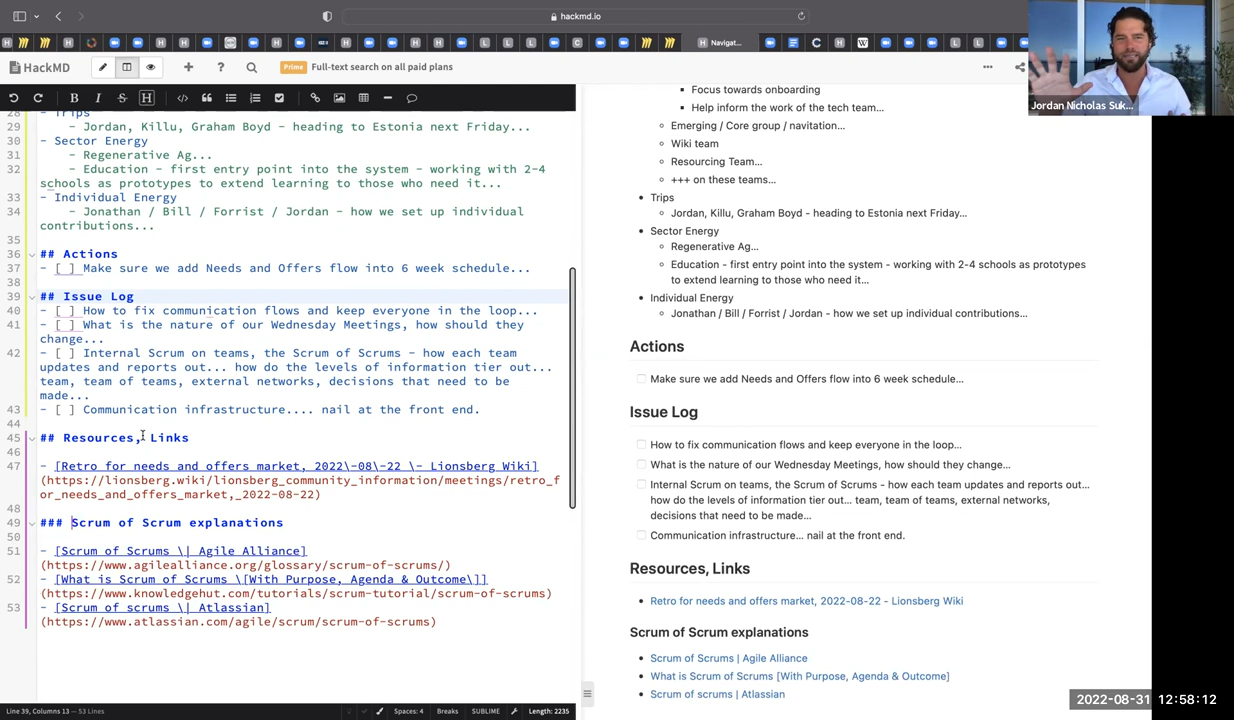 hackmd.io
Navigat...
HackMD
Prime Full-text search on all paid plans
Jordan Nicholas Suk...
28 - Trips
29 - Jordan, Killu, Graham Boyd - heading to Estonia next Friday...
30 - Sector Energy
31 - Regenerative Ag...
32 - Education - first entry point into the system - working with 2-4
schools as prototypes to extend learning to those who need it...
33 - Individual Energy
34 - Jonathan / Bill / Forrist / Jordan - how we set up individual
contributions...
35
36 ## Actions
37 - [ ] Make sure we add Needs and Offers flow into 6 week schedule...
38
39 ## Issue Log
40 - [ ] How to fix communication flows and keep everyone in the loop...
41 - [ ] What is the nature of our Wednesday Meetings, how should they
change...
42 - [ ] Internal Scrum on teams, the Scrum of Scrums - how each team
updates and reports out... how do the levels of information tier out...
team, team of teams, external networks, decisions that need to be
made...
43 - [ ] Communication infrastructure.... nail at the front end.
44
45 ## Resources, Links
46
47 - [Retro for needs and offers market, 2022\-08\-22 \- Lionsberg Wiki]
(https://lionsberg.wiki/lionsberg_community_information/meetings/retro_f
or_needs_and_offers_market,_2022-08-22)
48
49 ### Scrum of Scrum explanations
50
51 - [Scrum of Scrums \| Agile Alliance]
(https://www.agilealliance.org/glossary/scrum-of-scrums/)
52 - [What is Scrum of Scrums \[With Purpose, Agenda & Outcome\]]
(https://www.knowledgehut.com/tutorials/scrum-tutorial/scrum-of-scrums)
53 - [Scrum of scrums \| Atlassian]
(https://www.atlassian.com/agile/scrum/scrum-of-scrums)
Line 39, Columns 13 — 53 Lines
Spaces: 4 Breaks SUBLIME Length: 2235
Focus towards onboarding
Help inform the work of the tech team...
Emerging / Core group / navitation...
Wiki team
Resourcing Team...
+++ on these teams...
Trips
Jordan, Killu, Graham Boyd - heading to Estonia next Friday...
Sector Energy
Regenerative Ag...
Education - first entry point into the system - working with 2-4 schools as prototypes
to extend learning to those who need it...
Individual Energy
Jonathan / Bill / Forrist / Jordan - how we set up individual contributions...
Actions
Make sure we add Needs and Offers flow into 6 week schedule...
Issue Log
How to fix communication flows and keep everyone in the loop...
What is the nature of our Wednesday Meetings, how should they change...
Internal Scrum on teams, the Scrum of Scrums - how each team updates and reports out...
how do the levels of information tier out... team, team of teams, external networks,
decisions that need to be made...
Communication infrastructure... nail at the front end.
Resources, Links
Retro for needs and offers market, 2022-08-22 - Lionsberg Wiki
Scrum of Scrum explanations
Scrum of Scrums | Agile Alliance
What is Scrum of Scrums [With Purpose, Agenda & Outcome]
Scrum of scrums | Atlassian
2022-08-31 12:58:12